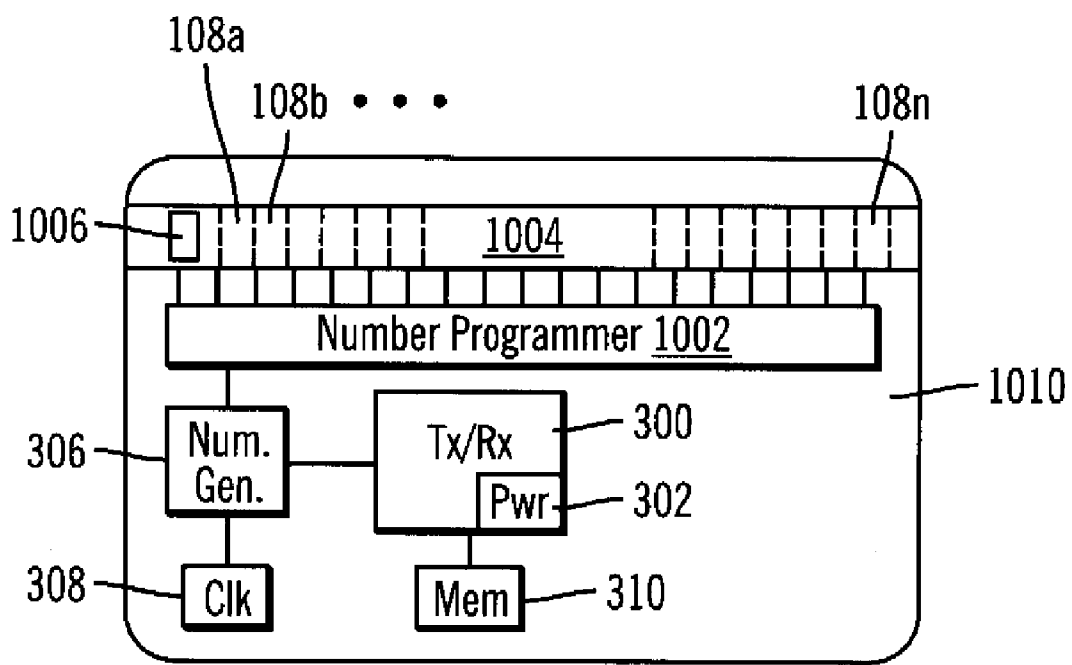 108a
108b • • •
108n
1006
1004
Number Programmer 1002
1010
306
Num.
Gen.
Tx/Rx
300
Pwr
302
308
Clk
Mem
310